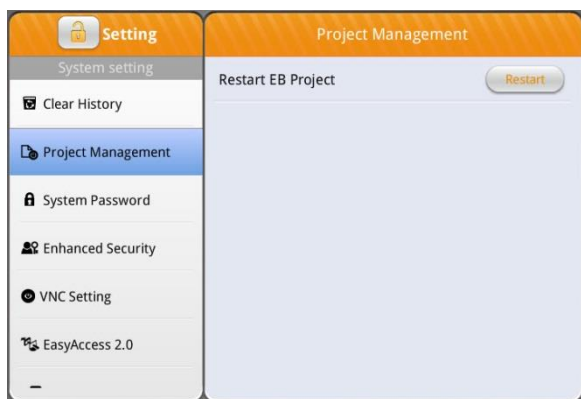 Setting
System setting
Clear History
Project Management
System Password
Enhanced Security
VNC Setting
EasyAccess 2.0
Project Management
Restart EB Project
Restart